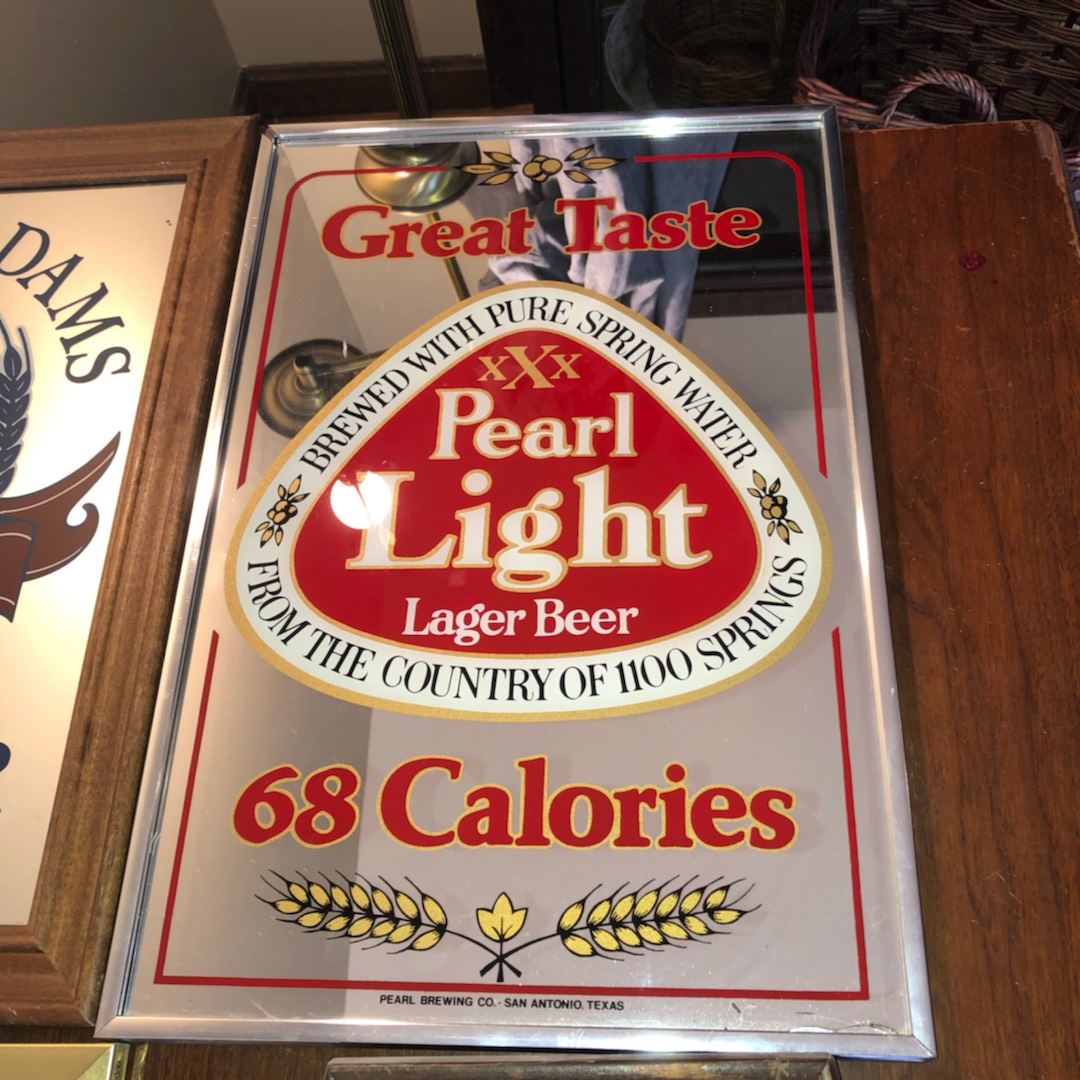 DAMS
Great Taste
BREWED WITH PURE SPRING WATER
XXX
Pearl
Light
Lager Beer
FROM THE COUNTRY OF 1100 SPRINGS
68 Calories
PEARL BREWING CO. - SAN ANTONIO, TEXAS